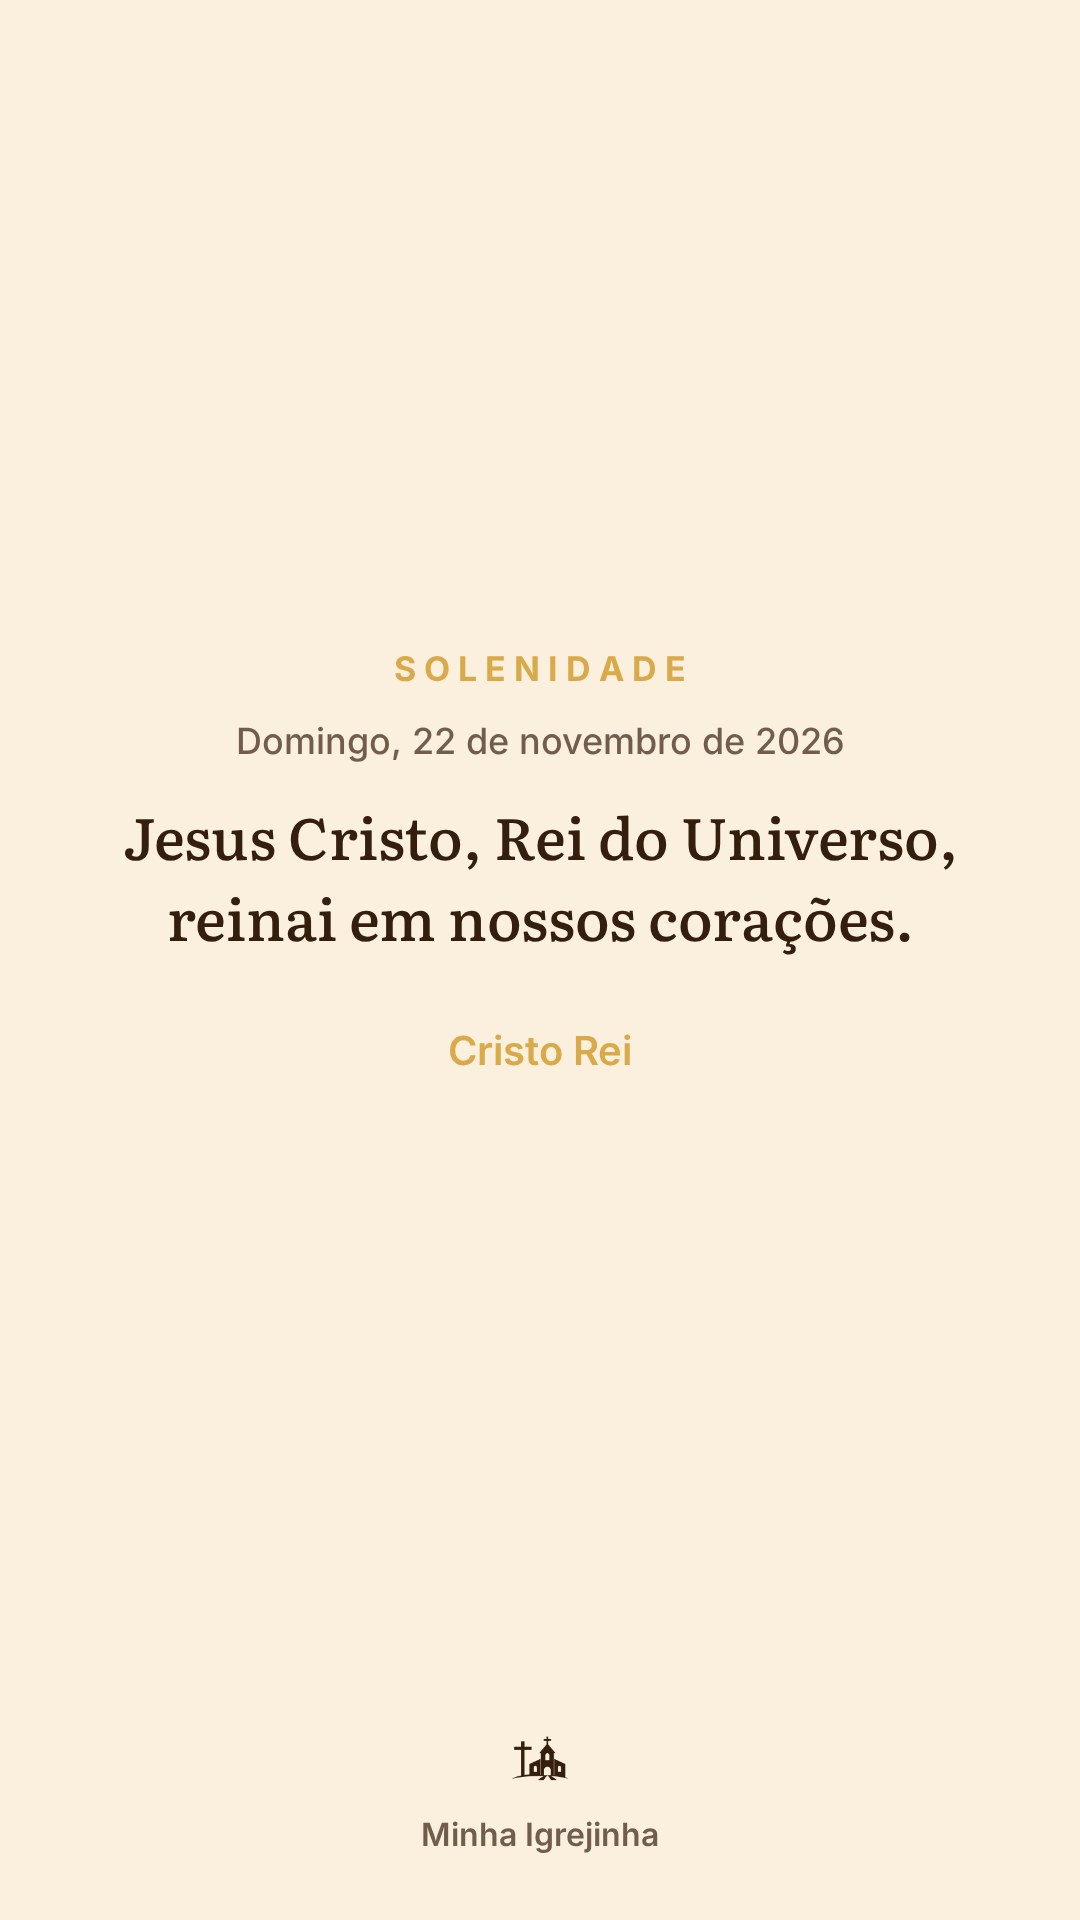 SOLENIDADE
Domingo, 22 de novembro de 2026
Jesus Cristo, Rei do Universo,
reinai em nossos corações.
Cristo Rei
Minha Igrejinha